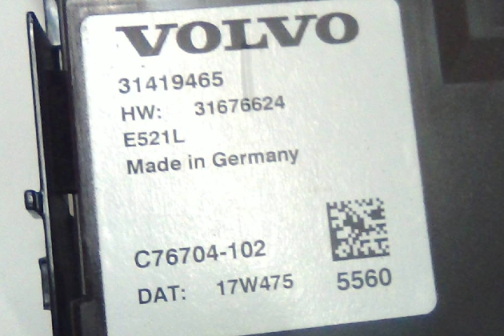 VOLVO
31419465
HW: 31676624
E521L
Made in Germany
C76704-102
DAT: 17W475 5560